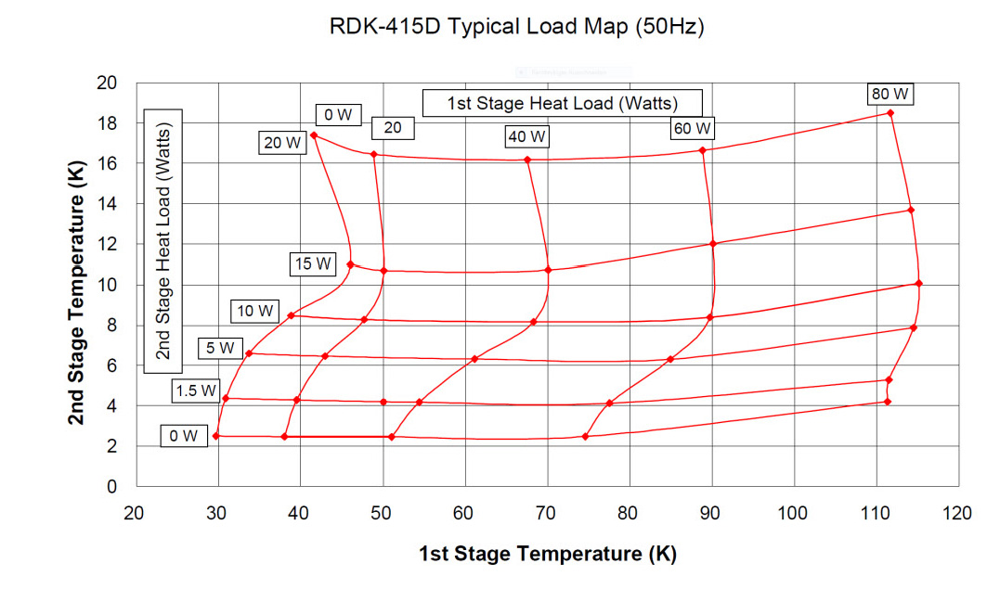 RDK-415D Typical Load Map (50Hz)
20
18
16
14
12
10
8
6
4
2
0
2nd Stage Temperature (K)
2nd Stage Heat Load (Watts)
1st Stage Heat Load (Watts)
0 W
20
40 W
60 W
80 W
20 W
15 W
10 W
5 W
1.5 W
0 W
20 30 40 50 60 70 80 90 100 110 120
1st Stage Temperature (K)